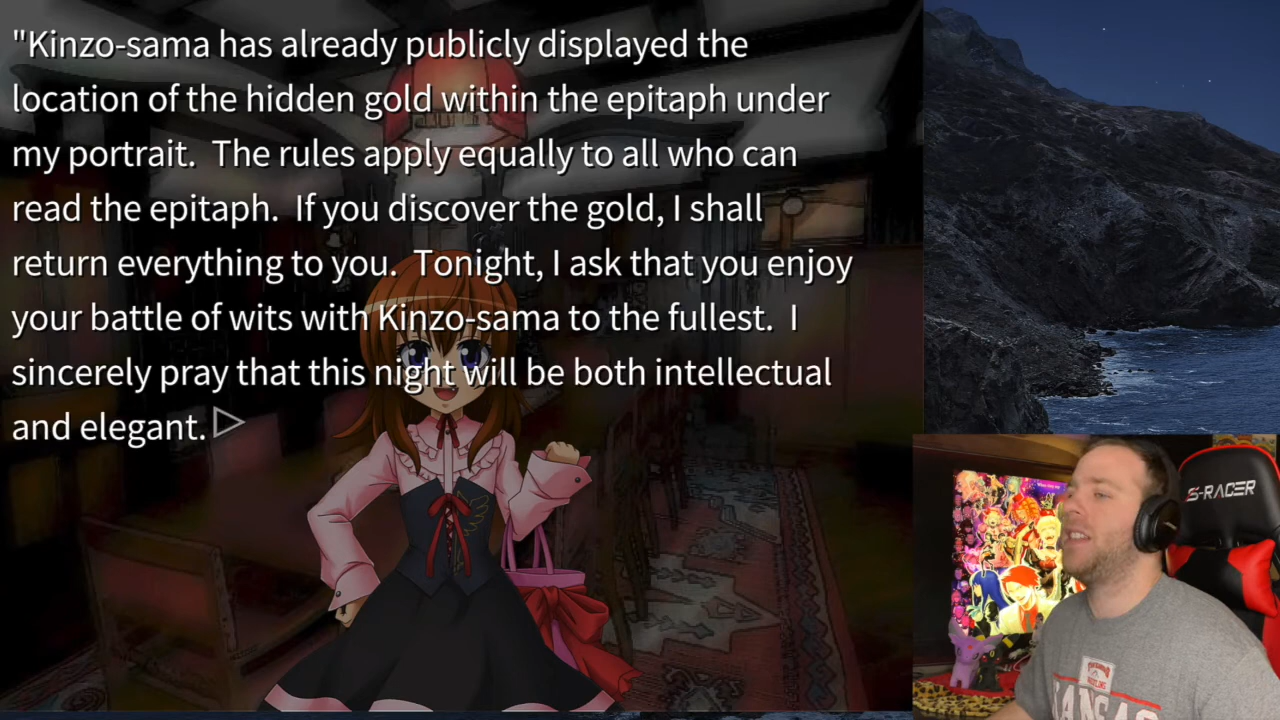 "Kinzo-sama has already publicly displayed the
location of the hidden gold within the epitaph under
my portrait.  The rules apply equally to all who can
read the epitaph.  If you discover the gold, I shall
return everything to you.  Tonight, I ask that you enjoy
your battle of wits with Kinzo-sama to the fullest.  I
sincerely pray that this night will be both intellectual
and elegant.
S-RACER
KANSAS